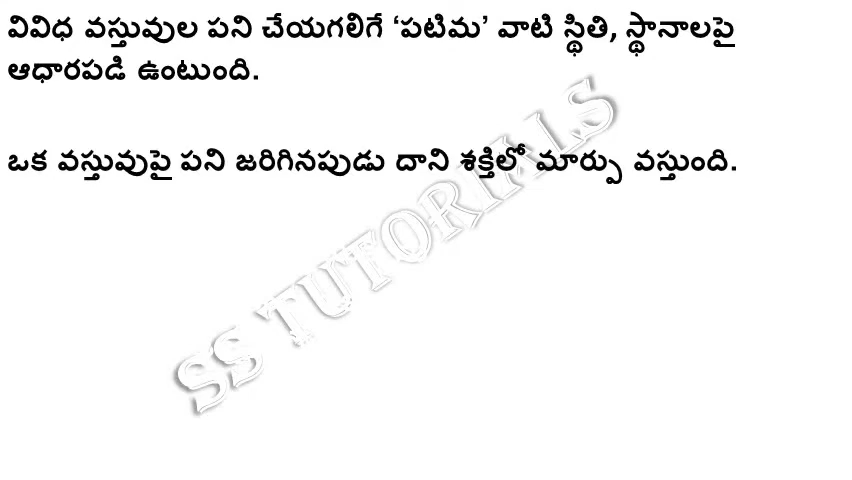 వివిధ వస్తువుల పని చేయగలిగే ‘పటిమ’ వాటి స్థితి, స్థానాలపై
ఆధారపడి ఉంటుంది.
ఒక వస్తువుపై పని జరిగినపుడు దాని శక్తిలో మార్పు వస్తుంది.
SS TUTORIALS